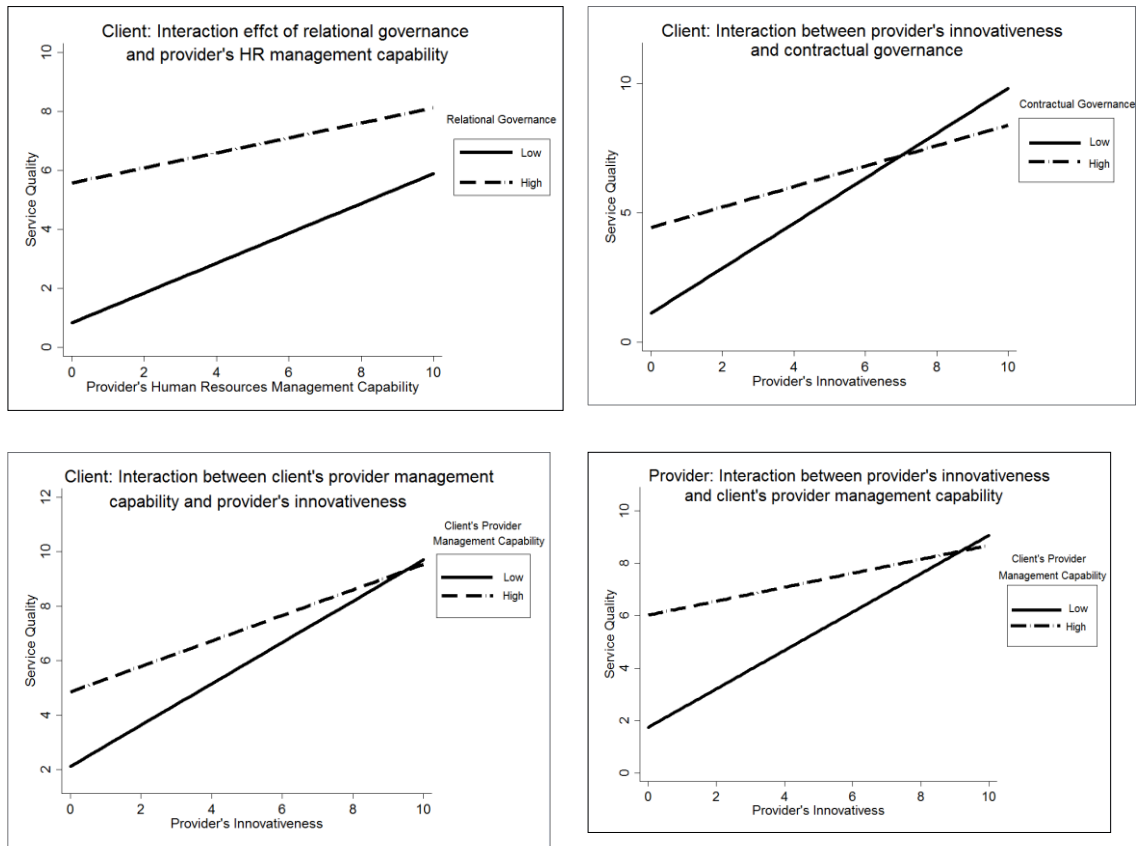 Client: Interaction effct of relational governance
and provider's HR management capability
10
8
6
4
2
0
Service Quality
0 2 4 6 8 10
Provider's Human Resources Management Capability
Relational Governance
Low
High
Client: Interaction between provider's innovativeness
and contractual governance
10
5
0
Service Quality
0 2 4 6 8 10
Provider's Innovativeness
Contractual Governance
Low
High
Client: Interaction between client's provider management
capability and provider's innovativeness
12
10
8
6
4
2
Service Quality
0 2 4 6 8 10
Provider's Innovativeness
Client's Provider
Management Capability
Low
High
Provider: Interaction between provider's innovativeness
and client's provider management capability
10
8
6
4
2
0
Service Quality
0 2 4 6 8 10
Provider's Innovativeness
Client's Provider
Management Capability
Low
High